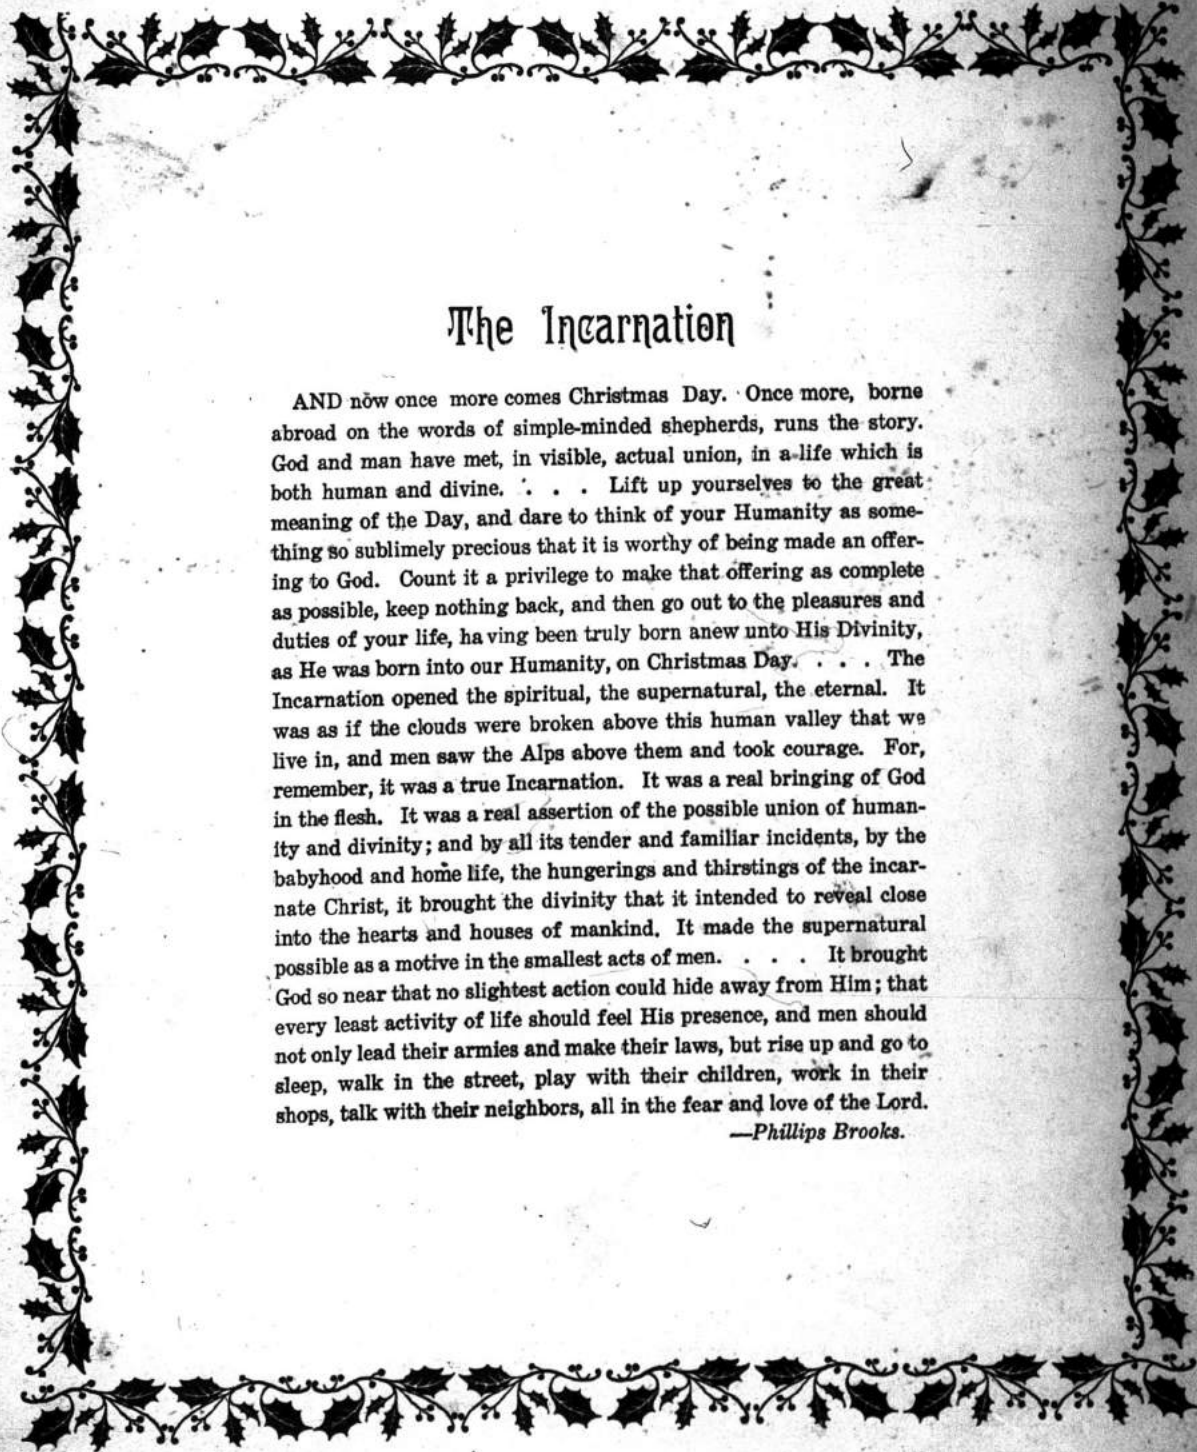 The Incarnation
AND now once more comes Christmas Day. Once more, borne
abroad on the words of simple-minded shepherds, runs the story.
God and man have met, in visible, actual union, in a life which is
both human and divine. . . . . Lift up yourselves to the great
meaning of the Day, and dare to think of your Humanity as some-
thing so sublimely precious that it is worthy of being made an offer-
ing to God. Count it a privilege to make that offering as complete
as possible, keep nothing back, and then go out to the pleasures and
duties of your life, having been truly born anew unto His Divinity,
as He was born into our Humanity, on Christmas Day. . . . . The
Incarnation opened the spiritual, the supernatural, the eternal. It
was as if the clouds were broken above this human valley that we
live in, and men saw the Alps above them and took courage. For,
remember, it was a true Incarnation. It was a real bringing of God
in the flesh. It was a real assertion of the possible union of human-
ity and divinity; and by all its tender and familiar incidents, by the
babyhood and home life, the hungerings and thirstings of the incar-
nate Christ, it brought the divinity that it intended to reveal close
into the hearts and houses of mankind. It made the supernatural
possible as a motive in the smallest acts of men. . . . . It brought
God so near that no slightest action could hide away from Him; that
every least activity of life should feel His presence, and men should
not only lead their armies and make their laws, but rise up and go to
sleep, walk in the street, play with their children, work in their
shops, talk with their neighbors, all in the fear and love of the Lord.
—Phillips Brooks.